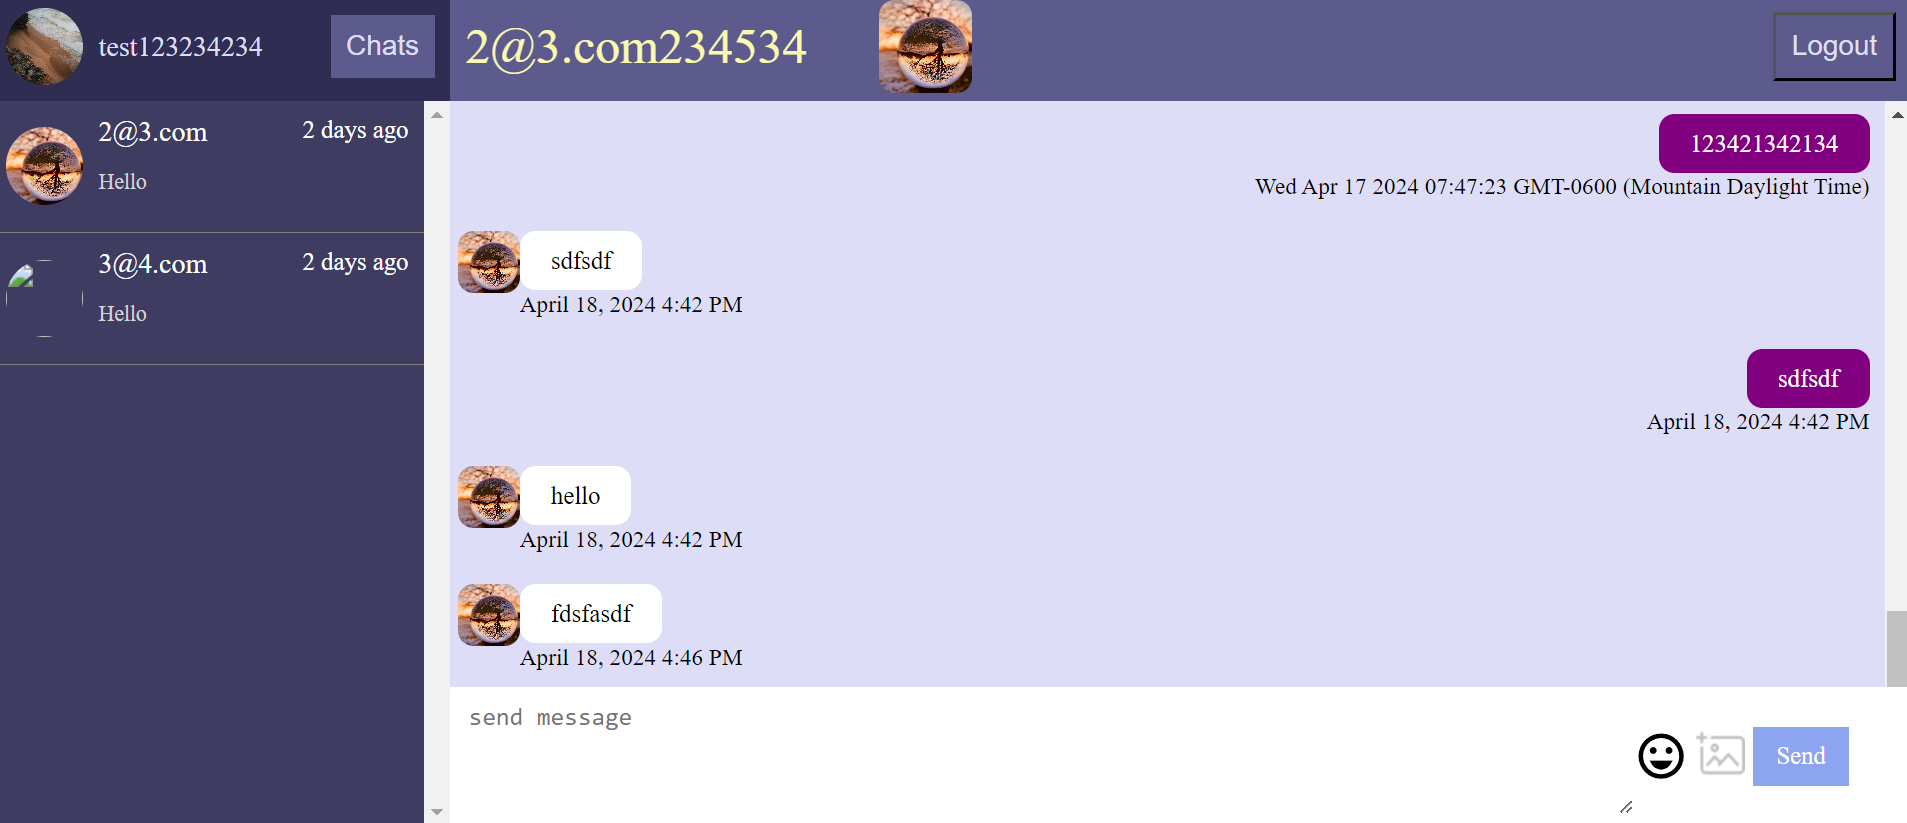 test123234234
Chats
2@3.com234534
Logout
2@3.com
2 days ago
Hello
3@4.com
2 days ago
Hello
123421342134
Wed Apr 17 2024 07:47:23 GMT-0600 (Mountain Daylight Time)
sdfsdf
April 18, 2024 4:42 PM
sdfsdf
April 18, 2024 4:42 PM
hello
April 18, 2024 4:42 PM
fdsfasdf
April 18, 2024 4:46 PM
send message
Send